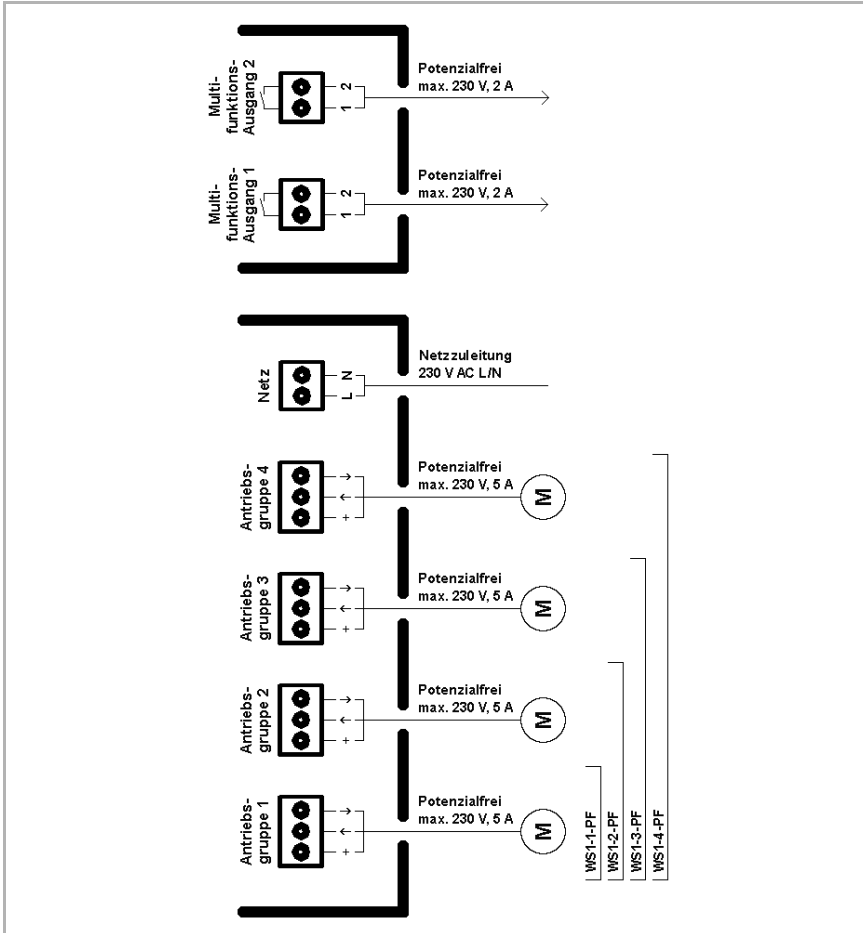 Multi-
funktions-
Ausgang 2
1 2
Potenzialfrei
max. 230 V, 2 A
Multi-
funktions-
Ausgang 1
1 2
Potenzialfrei
max. 230 V, 2 A
Netz
L N
Netzzuleitung
230 V AC L/N
Antriebs-
gruppe 4
+ ← →
Potenzialfrei
max. 230 V, 5 A
M
Antriebs-
gruppe 3
+ ← →
Potenzialfrei
max. 230 V, 5 A
M
Antriebs-
gruppe 2
+ ← →
Potenzialfrei
max. 230 V, 5 A
M
Antriebs-
gruppe 1
+ ← →
Potenzialfrei
max. 230 V, 5 A
M
WS1-1-PF
WS1-2-PF
WS1-3-PF
WS1-4-PF